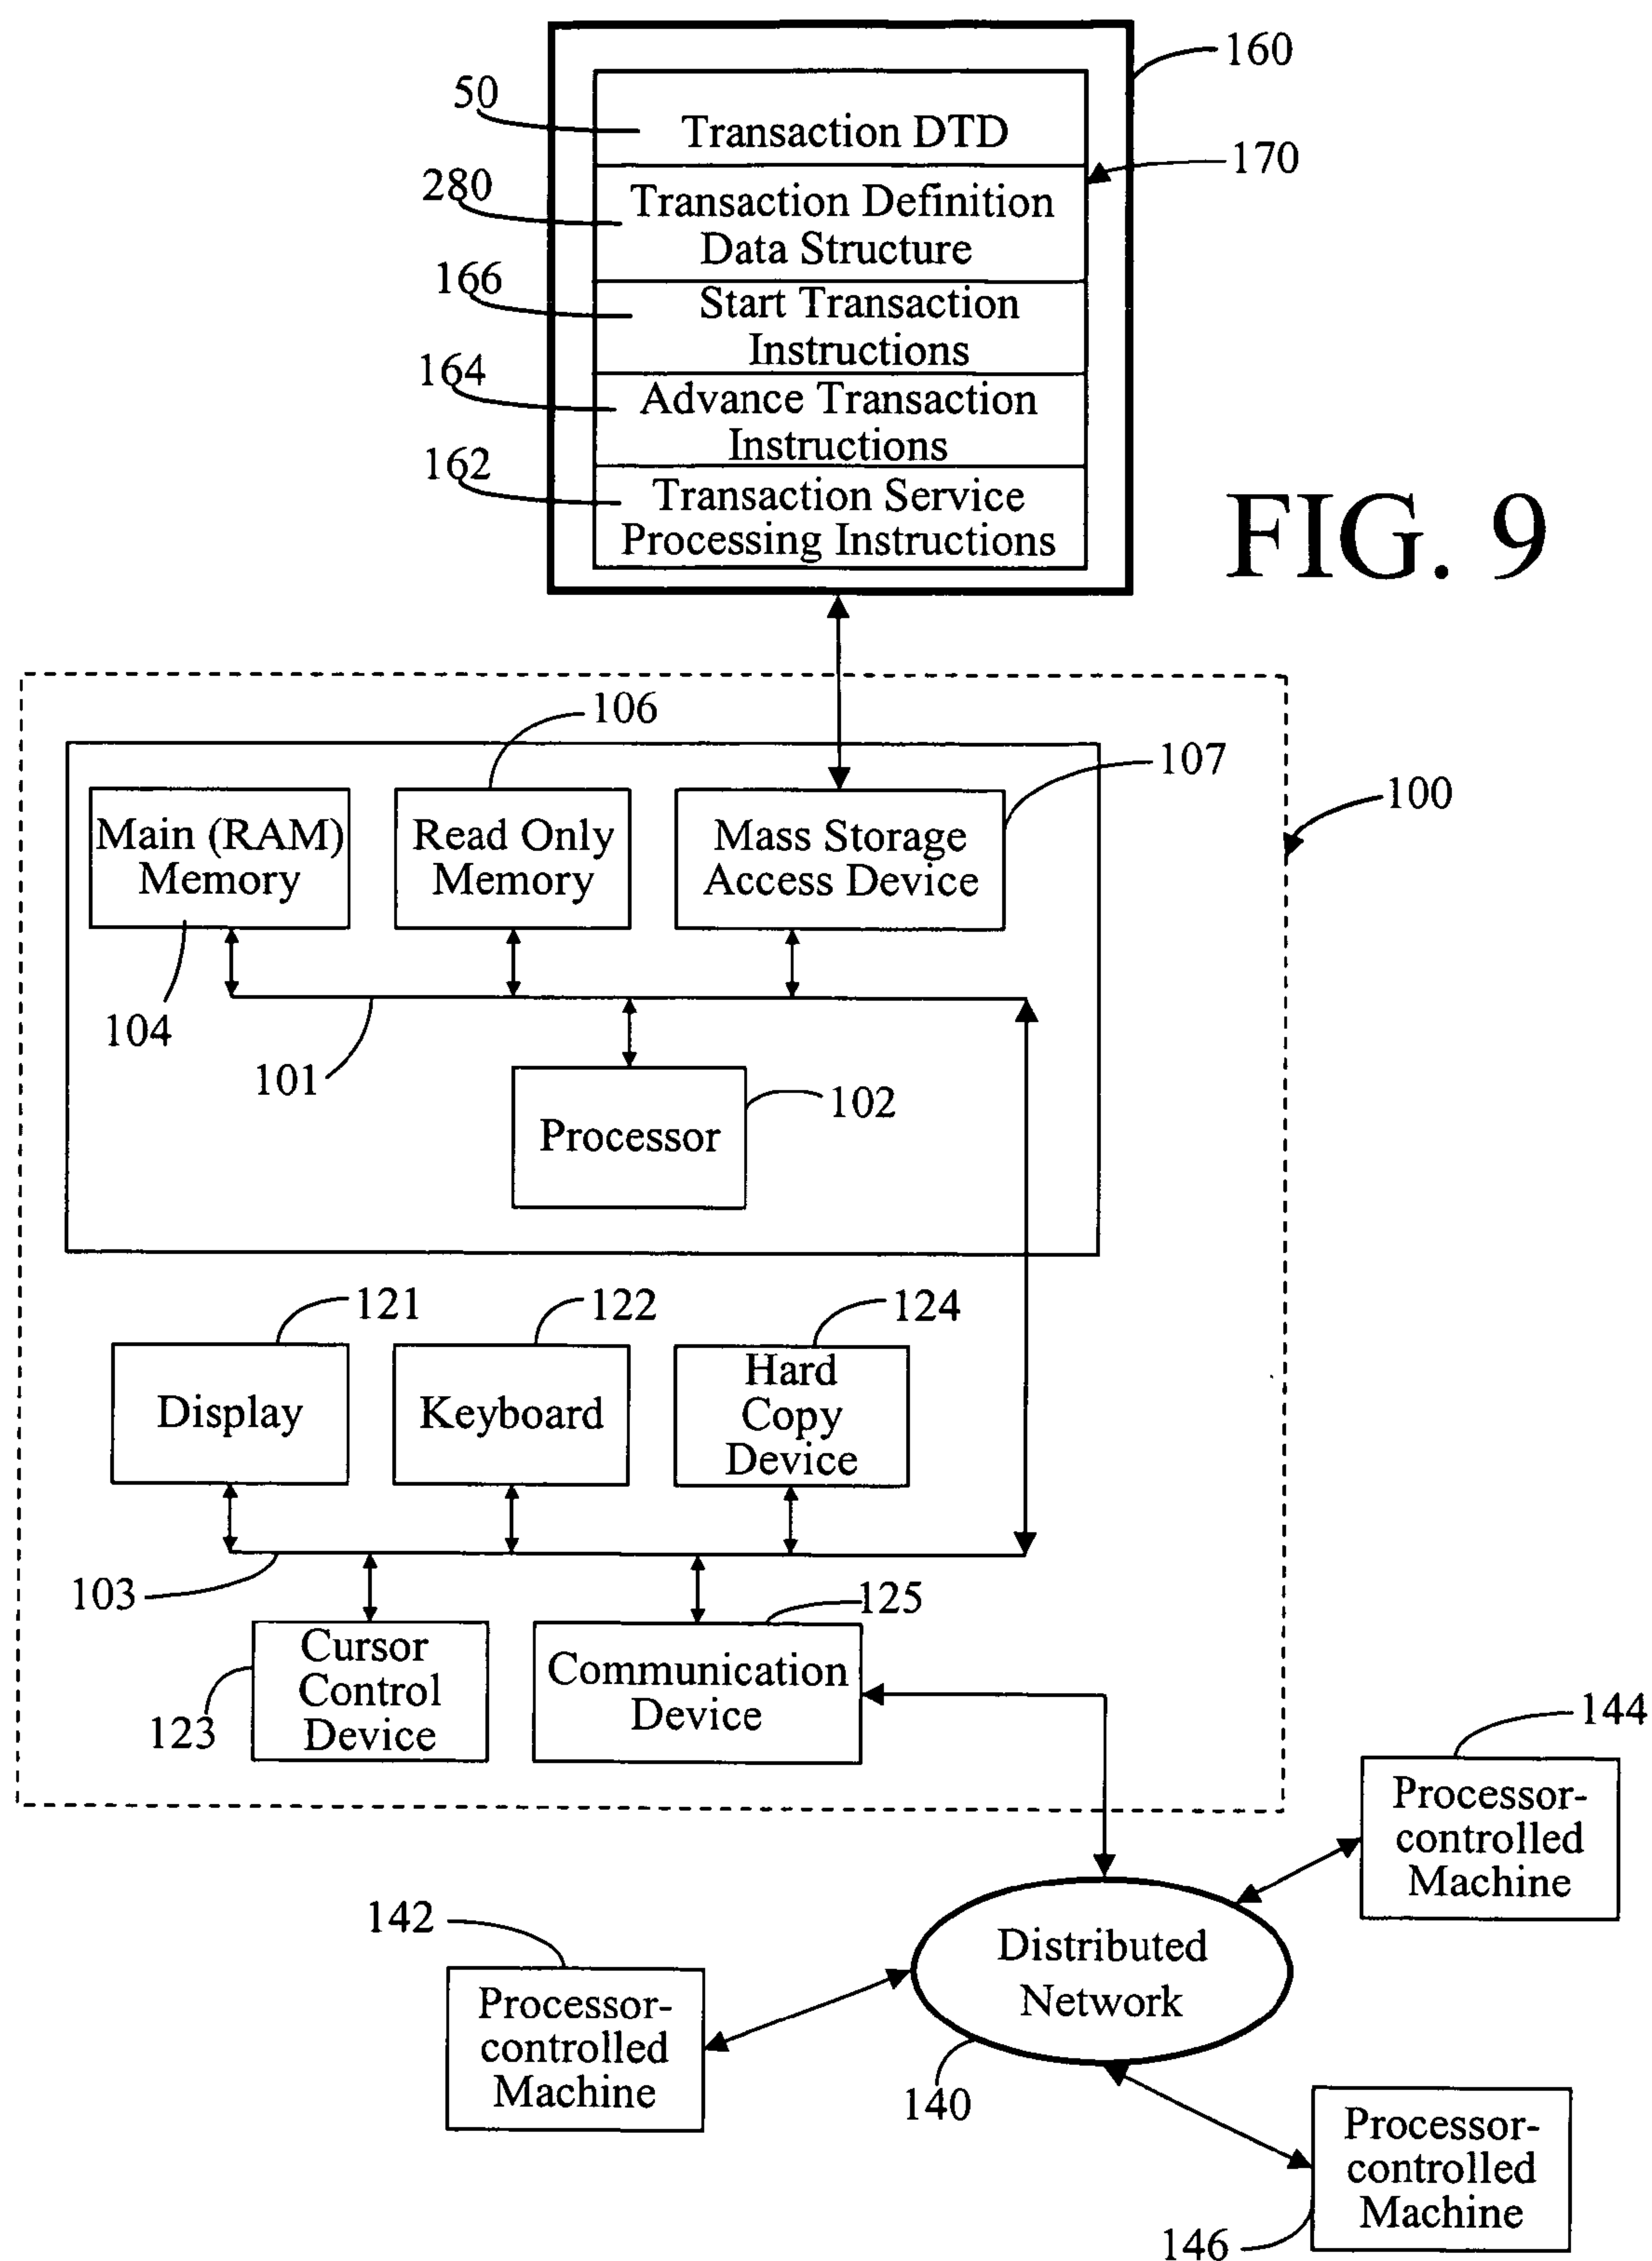 160
50
Transaction DTD
170
280
Transaction Definition
Data Structure
166
Start Transaction
Instructions
164
Advance Transaction
Instructions
162
Transaction Service
Processing Instructions
FIG. 9
106
107
100
Main (RAM)
Memory
Read Only
Memory
Mass Storage
Access Device
104
101
102
Processor
121
122
124
Display
Keyboard
Hard
Copy
Device
103
125
Cursor
Control
Device
123
Communication
Device
144
Processor-
controlled
Machine
142
Processor-
controlled
Machine
Distributed
Network
140
Processor-
controlled
Machine
146